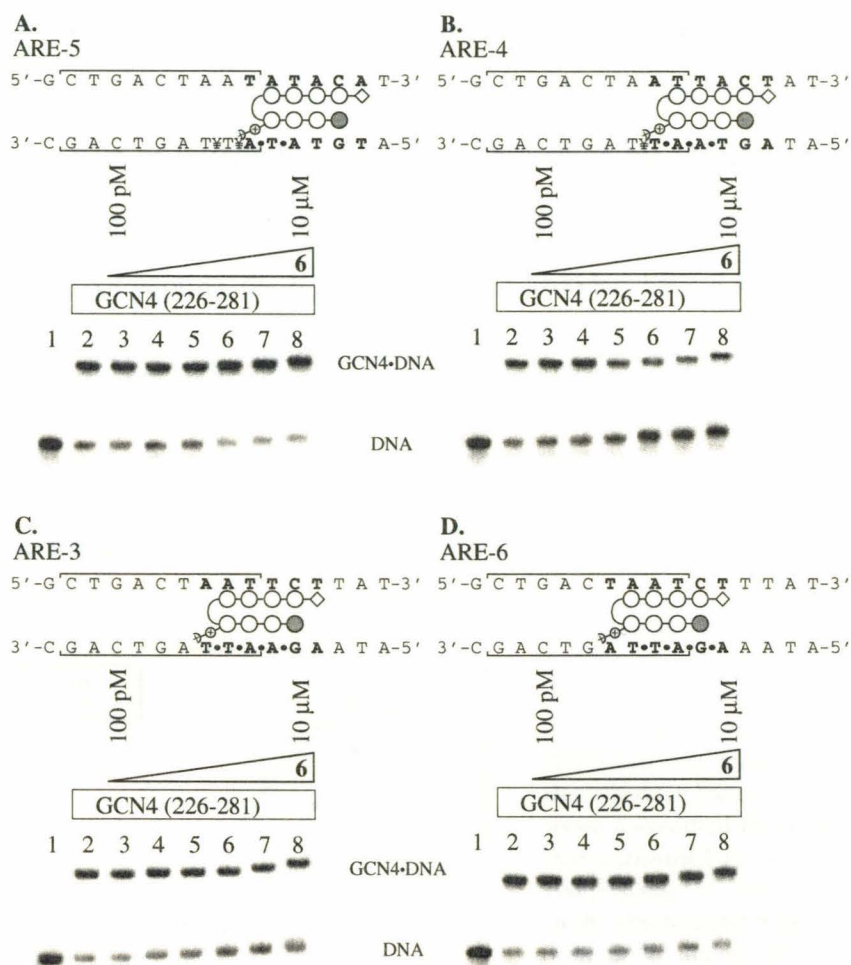 A. B.
ARE-5 ARE-4
5'-G C T G A C T A A T A T A C A T-3' 5'-G C T G A C T A A T T A C T A T-3'
3'-C G A C T G A T ¥ T ¥ A • T • A T G T A-5' 3'-C G A C T G A T ¥ T • A • A • T G A T A-5'
100 pM 10 µM 100 pM 10 µM
6 6
GCN4 (226-281) GCN4 (226-281)
1 2 3 4 5 6 7 8 1 2 3 4 5 6 7 8
GCN4•DNA
DNA
C. D.
ARE-3 ARE-6
5'-G C T G A C T A A T T C T T A T-3' 5'-G C T G A C T A A T C T T T A T-3'
3'-C G A C T G A T • T • A • A • G A A T A-5' 3'-C G A C T G A T • T • A • G • A A A T A-5'
100 pM 10 µM 100 pM 10 µM
6 6
GCN4 (226-281) GCN4 (226-281)
1 2 3 4 5 6 7 8 1 2 3 4 5 6 7 8
GCN4•DNA
DNA